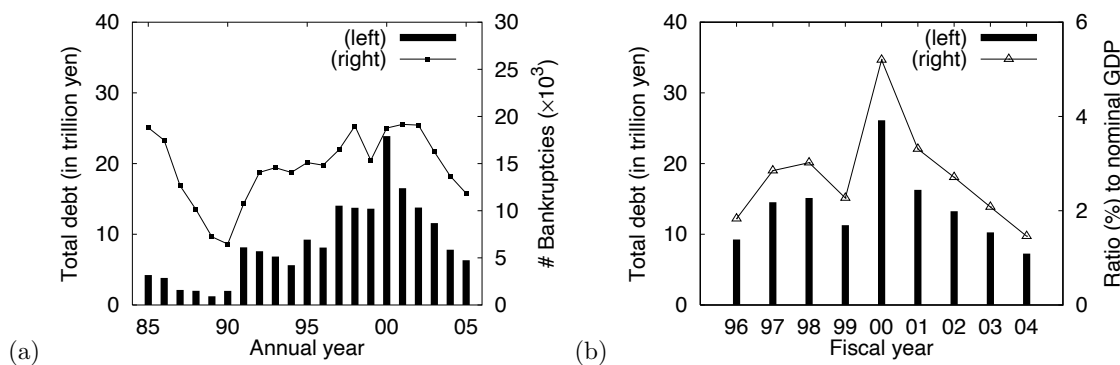 (a)
Total debt (in trillion yen)
40
30
20
10
0
(left)
(right)
30
25
20
15
10
5
0
# Bankruptcies (×10³)
85 90 95 00 05
Annual year
(b)
Total debt (in trillion yen)
40
30
20
10
0
(left)
(right)
6
4
2
0
Ratio (%) to nominal GDP
96 97 98 99 00 01 02 03 04
Fiscal year